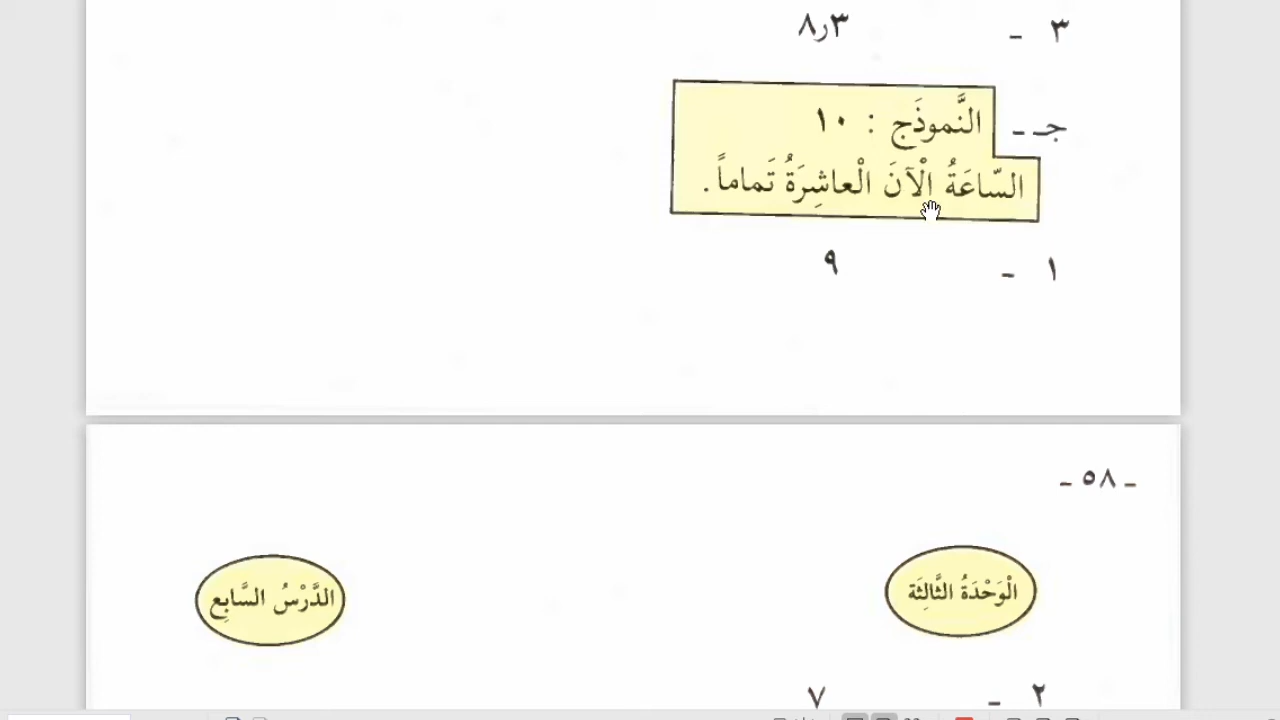 ٣ - ٨٫٣
جـ - النَّموذَج : ١٠
السّاعَةُ الْآنَ الْعاشِرَةُ تَماماً .
١ - ٩
- ٥٨ -
الْوَحْدَةُ الثَّالِثَة الدَّرْسُ السَّابِع
٢ - ٧